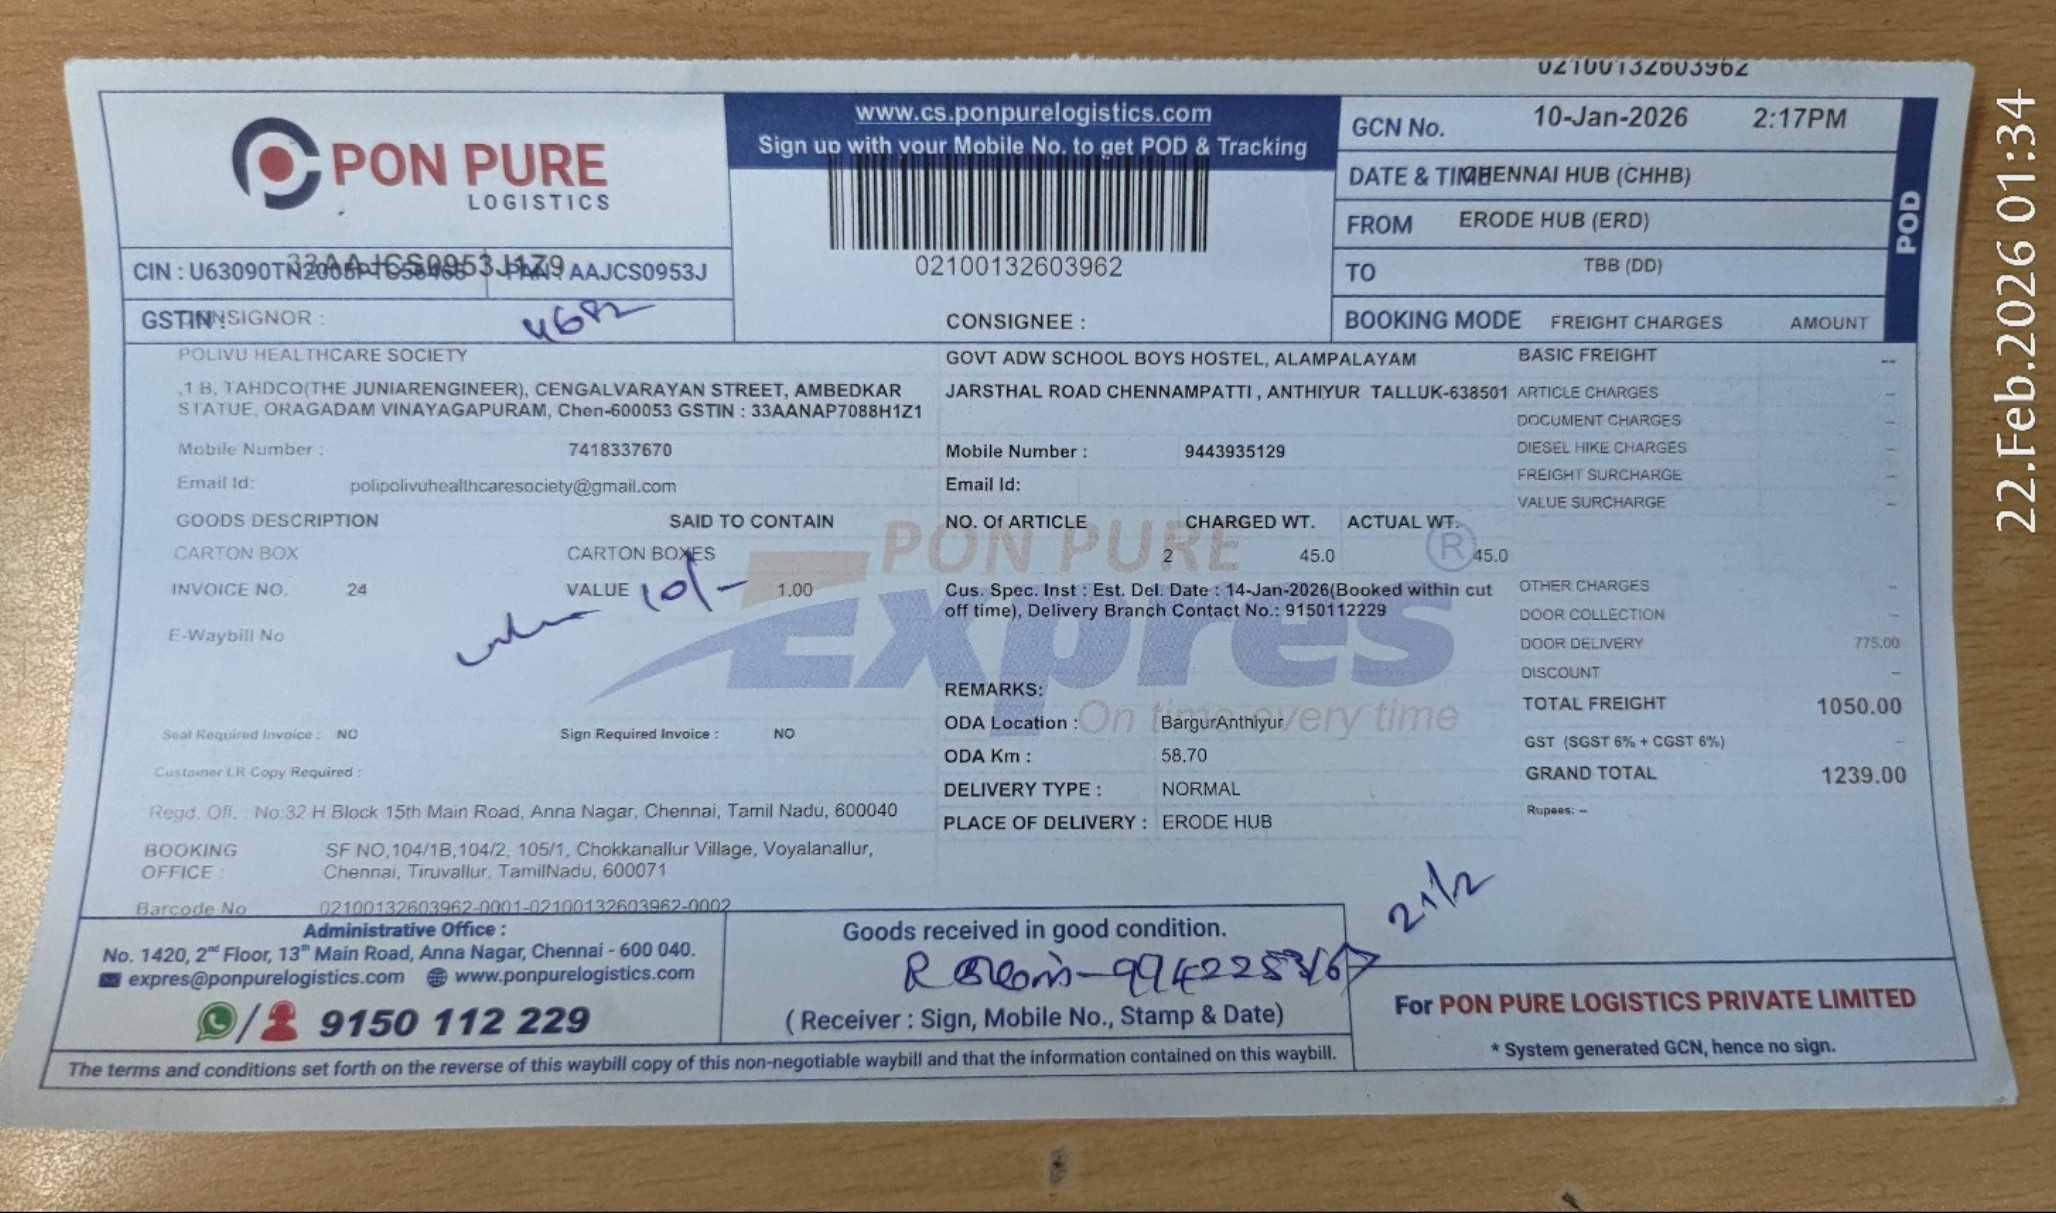 02100132603962
PON PURE
LOGISTICS
www.cs.ponpurelogistics.com
Sign up with your Mobile No. to get POD & Tracking
02100132603962
GCN No. 10-Jan-2026 2:17PM
DATE & TIME CHENNAI HUB (CHHB)
FROM ERODE HUB (ERD)
TO TBB (DD)
BOOKING MODE FREIGHT CHARGES AMOUNT
POD
33AAJCS0953J1Z9
CIN : PAN : AAJCS0953J
GSTIN : CONSIGNOR :
4682
POLIVU HEALTHCARE SOCIETY
,1 B, TAHDCO(THE JUNIARENGINEER), CENGALVARAYAN STREET, AMBEDKAR
STATUE, ORAGADAM VINAYAGAPURAM, Chen-600053 GSTIN : 33AANAP7088H1Z1
Mobile Number : 7418337670
Email Id: polipolivuhealthcaresociety@gmail.com
GOODS DESCRIPTION SAID TO CONTAIN
CARTON BOX CARTON BOXES
INVOICE NO. 24 VALUE 1.00
10/-
E-Waybill No
Seal Required Invoice : NO Sign Required Invoice : NO
Customer LR Copy Required :
Regd. Off. : No:32 H Block 15th Main Road, Anna Nagar, Chennai, Tamil Nadu, 600040
BOOKING OFFICE : SF NO,104/1B,104/2, 105/1, Chokkanallur Village, Voyalanallur,
Chennai, Tiruvallur, TamilNadu, 600071
Barcode No 02100132603962-0001-02100132603962-0002
CONSIGNEE :
GOVT ADW SCHOOL BOYS HOSTEL, ALAMPALAYAM
JARSTHAL ROAD CHENNAMPATTI , ANTHIYUR TALLUK-638501
Mobile Number : 9443935129
Email Id:
NO. Of ARTICLE CHARGED WT. ACTUAL WT.
2 45.0 45.0
PON PURE ®
Expres
On time every time
Cus. Spec. Inst : Est. Del. Date : 14-Jan-2026(Booked within cut
off time), Delivery Branch Contact No.: 9150112229
REMARKS:
ODA Location : BargurAnthiyur
ODA Km : 58.70
DELIVERY TYPE : NORMAL
PLACE OF DELIVERY : ERODE HUB
BASIC FREIGHT --
ARTICLE CHARGES –
DOCUMENT CHARGES –
DIESEL HIKE CHARGES –
FREIGHT SURCHARGE –
VALUE SURCHARGE –
OTHER CHARGES –
DOOR COLLECTION –
DOOR DELIVERY 775.00
DISCOUNT –
TOTAL FREIGHT 1050.00
GST (SGST 6% + CGST 6%) –
GRAND TOTAL 1239.00
Rupees: –
Administrative Office :
No. 1420, 2nd Floor, 13th Main Road, Anna Nagar, Chennai - 600 040.
expres@ponpurelogistics.com www.ponpurelogistics.com
/ 9150 112 229
Goods received in good condition.
21/2
(Receiver : Sign, Mobile No., Stamp & Date)
For PON PURE LOGISTICS PRIVATE LIMITED
* System generated GCN, hence no sign.
The terms and conditions set forth on the reverse of this waybill copy of this non-negotiable waybill and that the information contained on this waybill.
22.Feb.2026 01:34